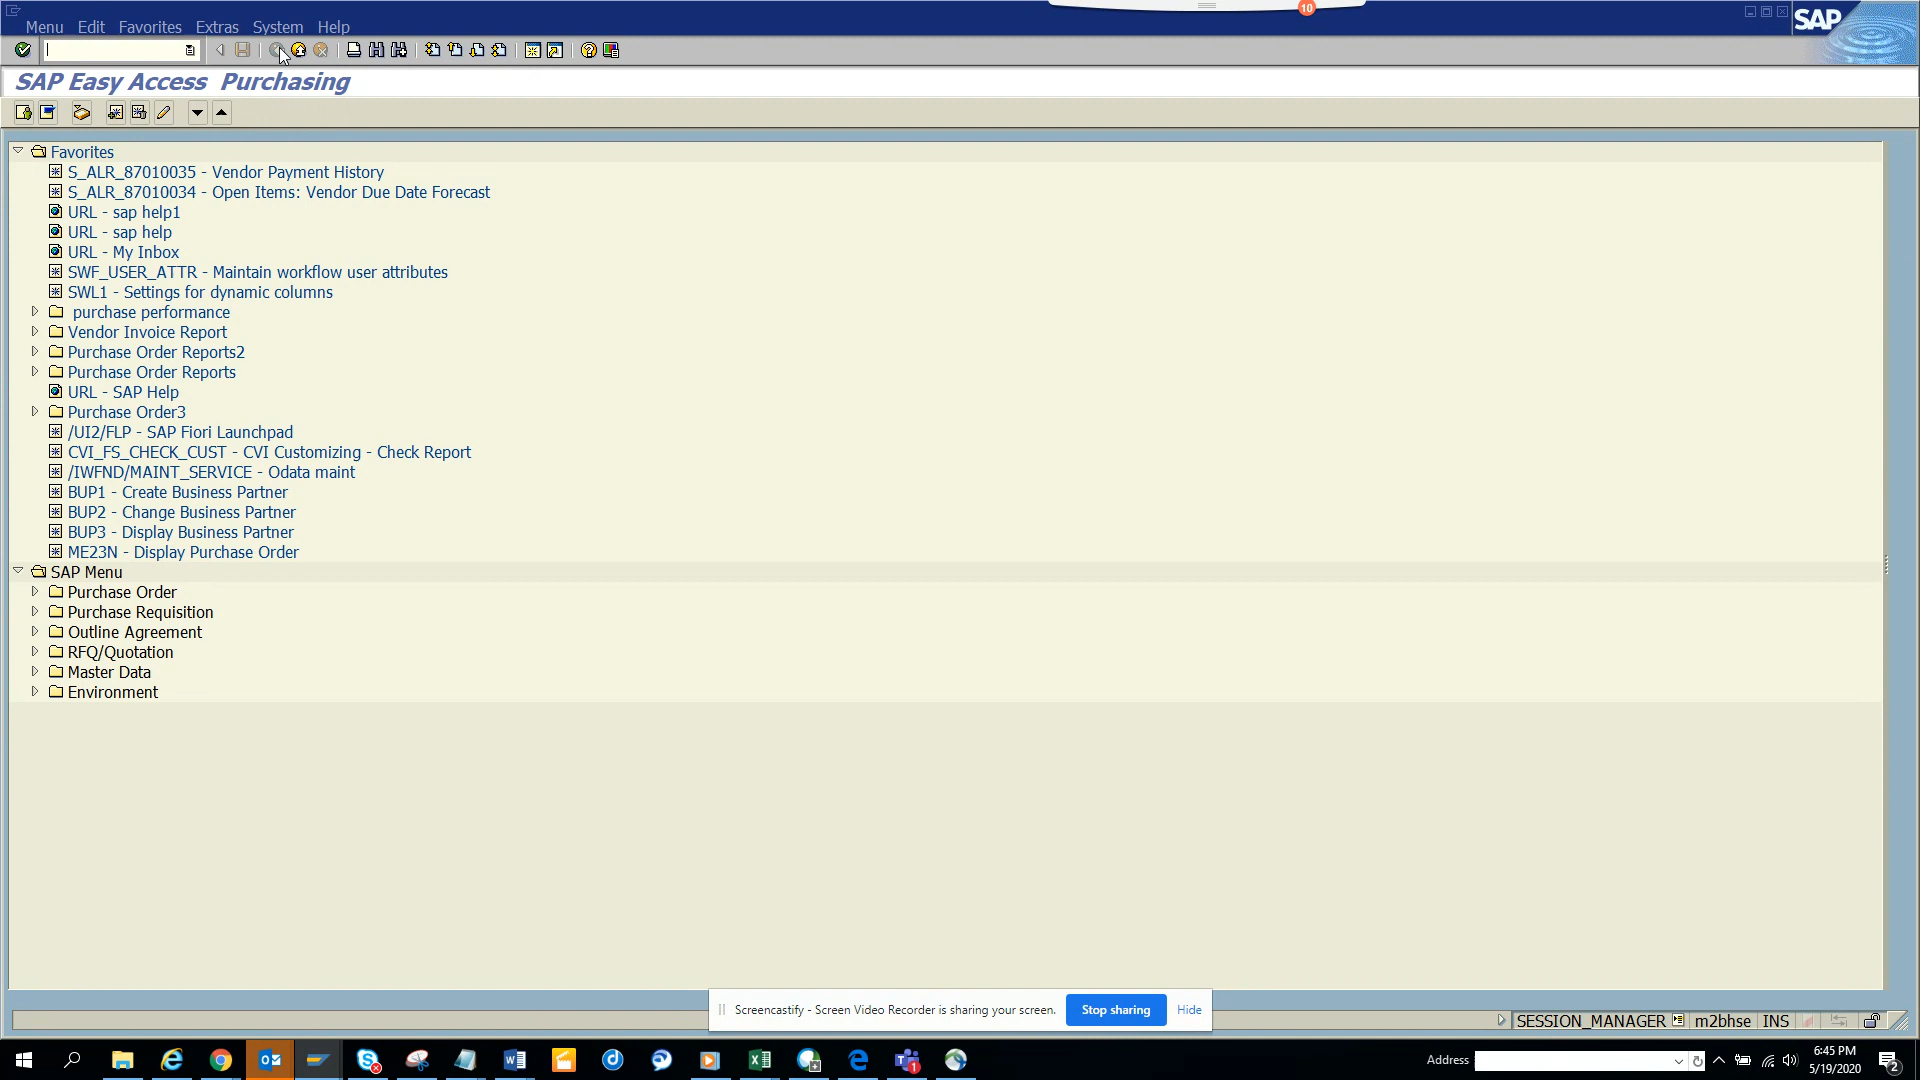 10
SAP
Menu Edit Favorites Extras System Help
SAP Easy Access Purchasing
Favorites
S_ALR_87010035 - Vendor Payment History
S_ALR_87010034 - Open Items: Vendor Due Date Forecast
URL - sap help1
URL - sap help
URL - My Inbox
SWF_USER_ATTR - Maintain workflow user attributes
SWL1 - Settings for dynamic columns
purchase performance
Vendor Invoice Report
Purchase Order Reports2
Purchase Order Reports
URL - SAP Help
Purchase Order3
/UI2/FLP - SAP Fiori Launchpad
CVI_FS_CHECK_CUST - CVI Customizing - Check Report
/IWFND/MAINT_SERVICE - Odata maint
BUP1 - Create Business Partner
BUP2 - Change Business Partner
BUP3 - Display Business Partner
ME23N - Display Purchase Order
SAP Menu
Purchase Order
Purchase Requisition
Outline Agreement
RFQ/Quotation
Master Data
Environment
Screencastify - Screen Video Recorder is sharing your screen. Stop sharing Hide
SESSION_MANAGER m2bhse INS
Address
6:45 PM
5/19/2020
1
2